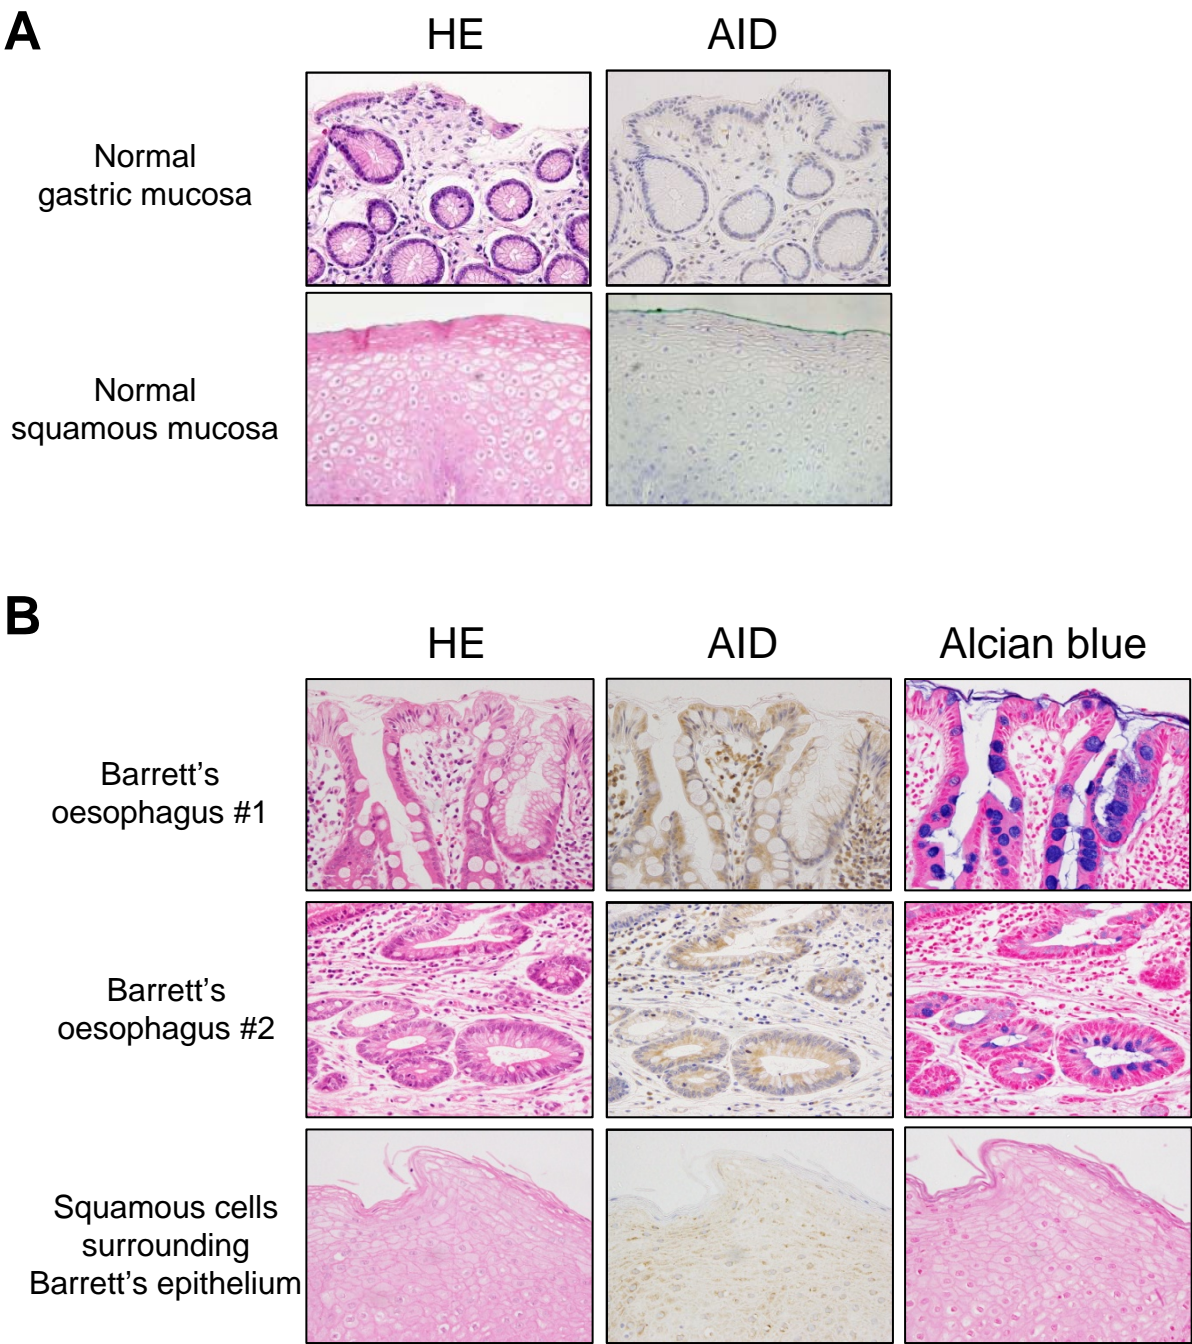 A
HE
AID
Normal
gastric mucosa
Normal
squamous mucosa
B
HE
AID
Alcian blue
Barrett’s
oesophagus #1
Barrett’s
oesophagus #2
Squamous cells
surrounding
Barrett’s epithelium